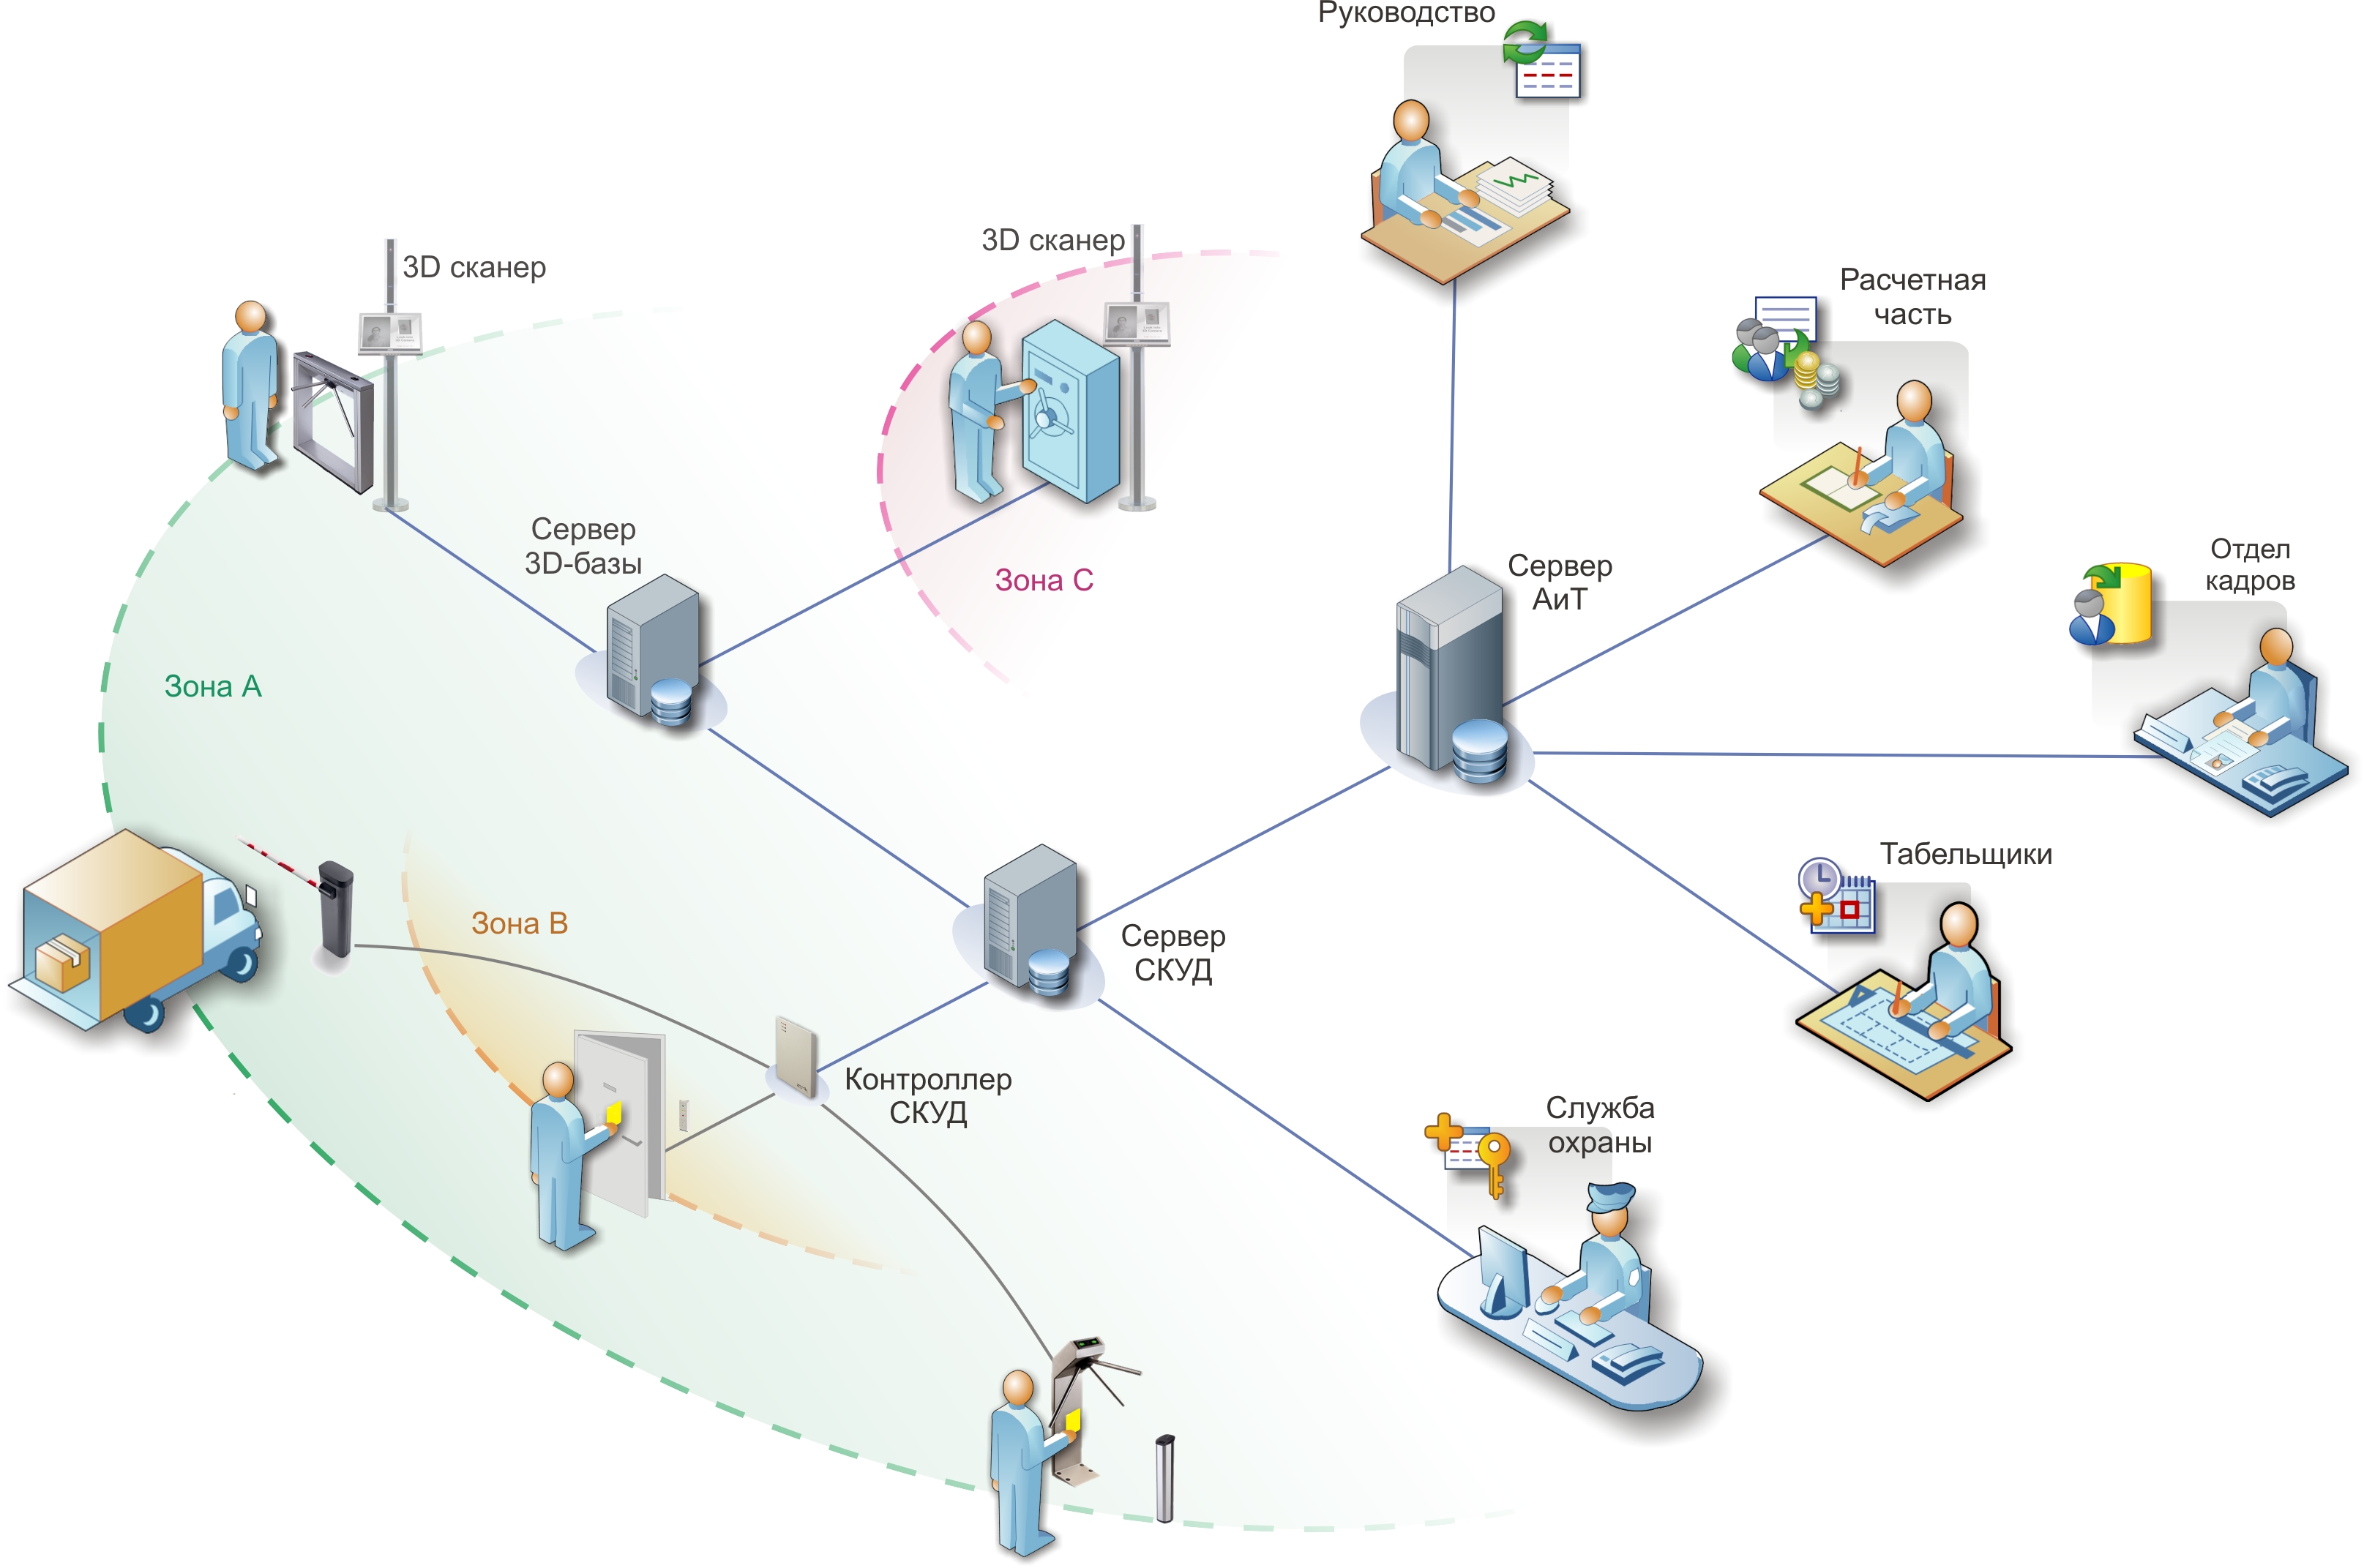 Руководство
3D сканер
3D сканер
Расчетная
часть
Сервер
3D-базы
Зона C
Сервер
АиТ
Отдел
кадров
Зона A
Табельщики
Зона B
Сервер
СКУД
Контроллер
СКУД
Служба
охраны